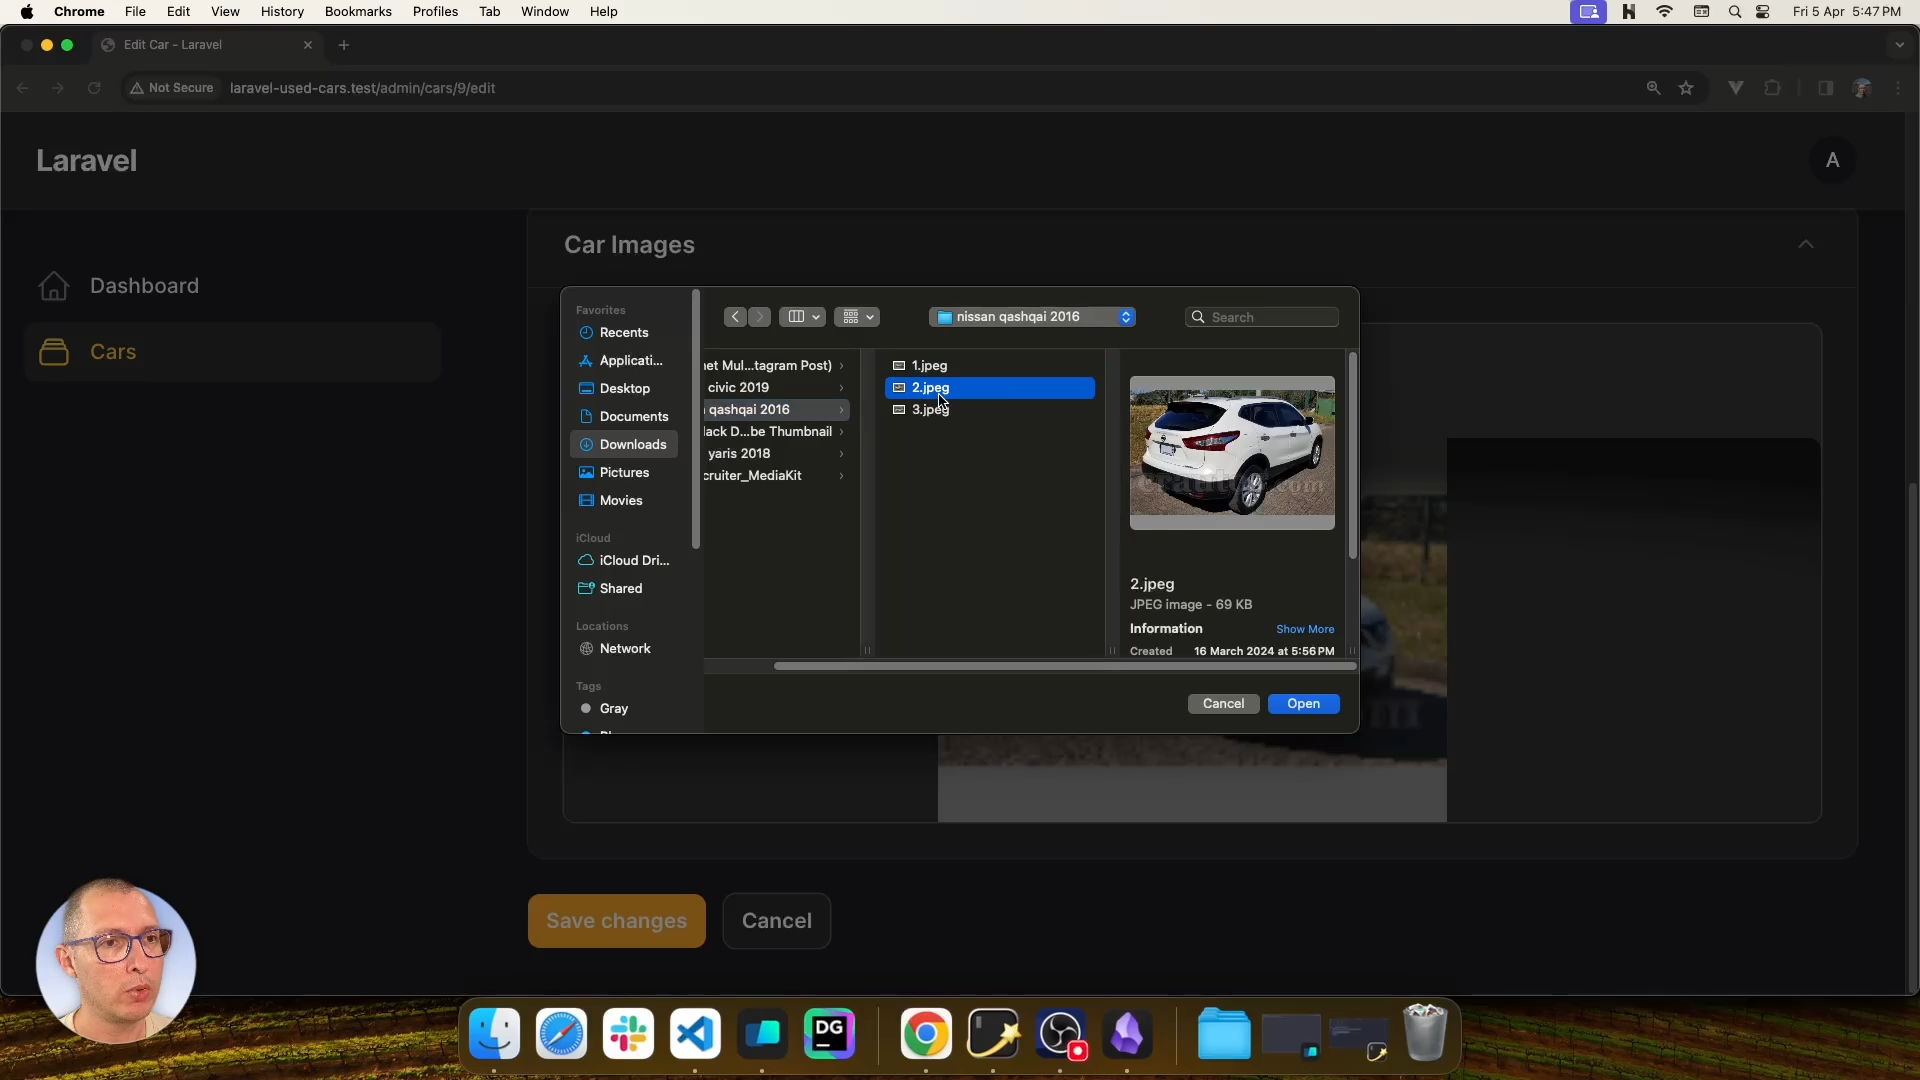 Chrome File Edit View History Bookmarks Profiles Tab Window Help
Fri 5 Apr 5:47 PM
Edit Car - Laravel
Not Secure laravel-used-cars.test/admin/cars/9/edit
Laravel
A
Dashboard
Cars
Car Images
Favorites
Recents
Applicati...
Desktop
Documents
Downloads
Pictures
Movies
iCloud
iCloud Dri...
Shared
Locations
Network
Tags
Gray
nissan qashqai 2016
Search
et Mul...tagram Post)
civic 2019
qashqai 2016
lack D...be Thumbnail
yaris 2018
cruiter_MediaKit
1.jpeg
2.jpeg
3.jpeg
2.jpeg
JPEG image - 69 KB
Information Show More
Created 16 March 2024 at 5:56 PM
Cancel Open
Save changes Cancel
DG